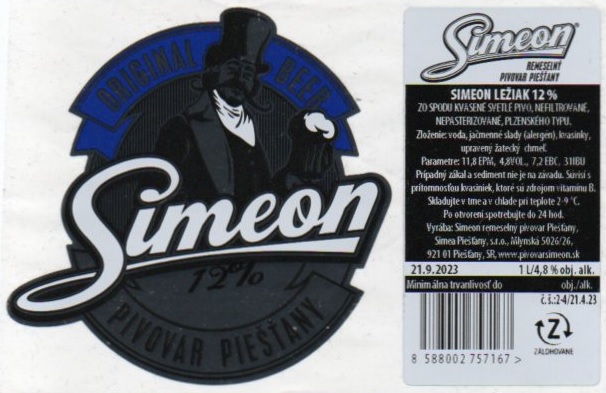 ORIGINAL BEER
Simeon
12%
PIVOVAR PIEŠŤANY
Simeon®
REMESELNÝ
PIVOVAR PIEŠŤANY
SIMEON LEŽIAK 12 %
ZO SPODU KVASENÉ SVETLÉ PIVO, NEFILTROVANÉ,
NEPASTERIZOVANÉ, PLZENSKÉHO TYPU.
Zloženie: voda, jačmenné slady (alergén), kvasinky,
upravený žatecký chmeľ.
Parametre: 11,8 EPM, 4,8VOL., 7,2 EBC, 31IBU
Prípadný zákal a sediment nie je na závadu. Súvisí s
prítomnosťou kvasiniek, ktoré sú zdrojom vitamínu B.
Skladujte v tme a v chlade pri teplote 2-9 °C.
Po otvorení spotrebujte do 24 hod.
Vyrába: Simeon remeselný pivovar Piešťany,
Simea Piešťany, s.r.o., Mlynská 5026/26,
921 01 Piešťany, SR, www.pivovarsimeon.sk
21.9.2023 1 L/4,8 % obj. alk.
Minimálna trvanlivosť do obj./alk.
č.š.:2-4/21.4.23
Z
ZÁLOHOVANÉ
8 588002 757167 >